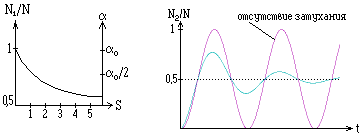 N₁/N
α
1
α₀
α₀/2
0,5
1 2 3 4 5 S
N₂/N
отсутствие затухания
1
0,5
t